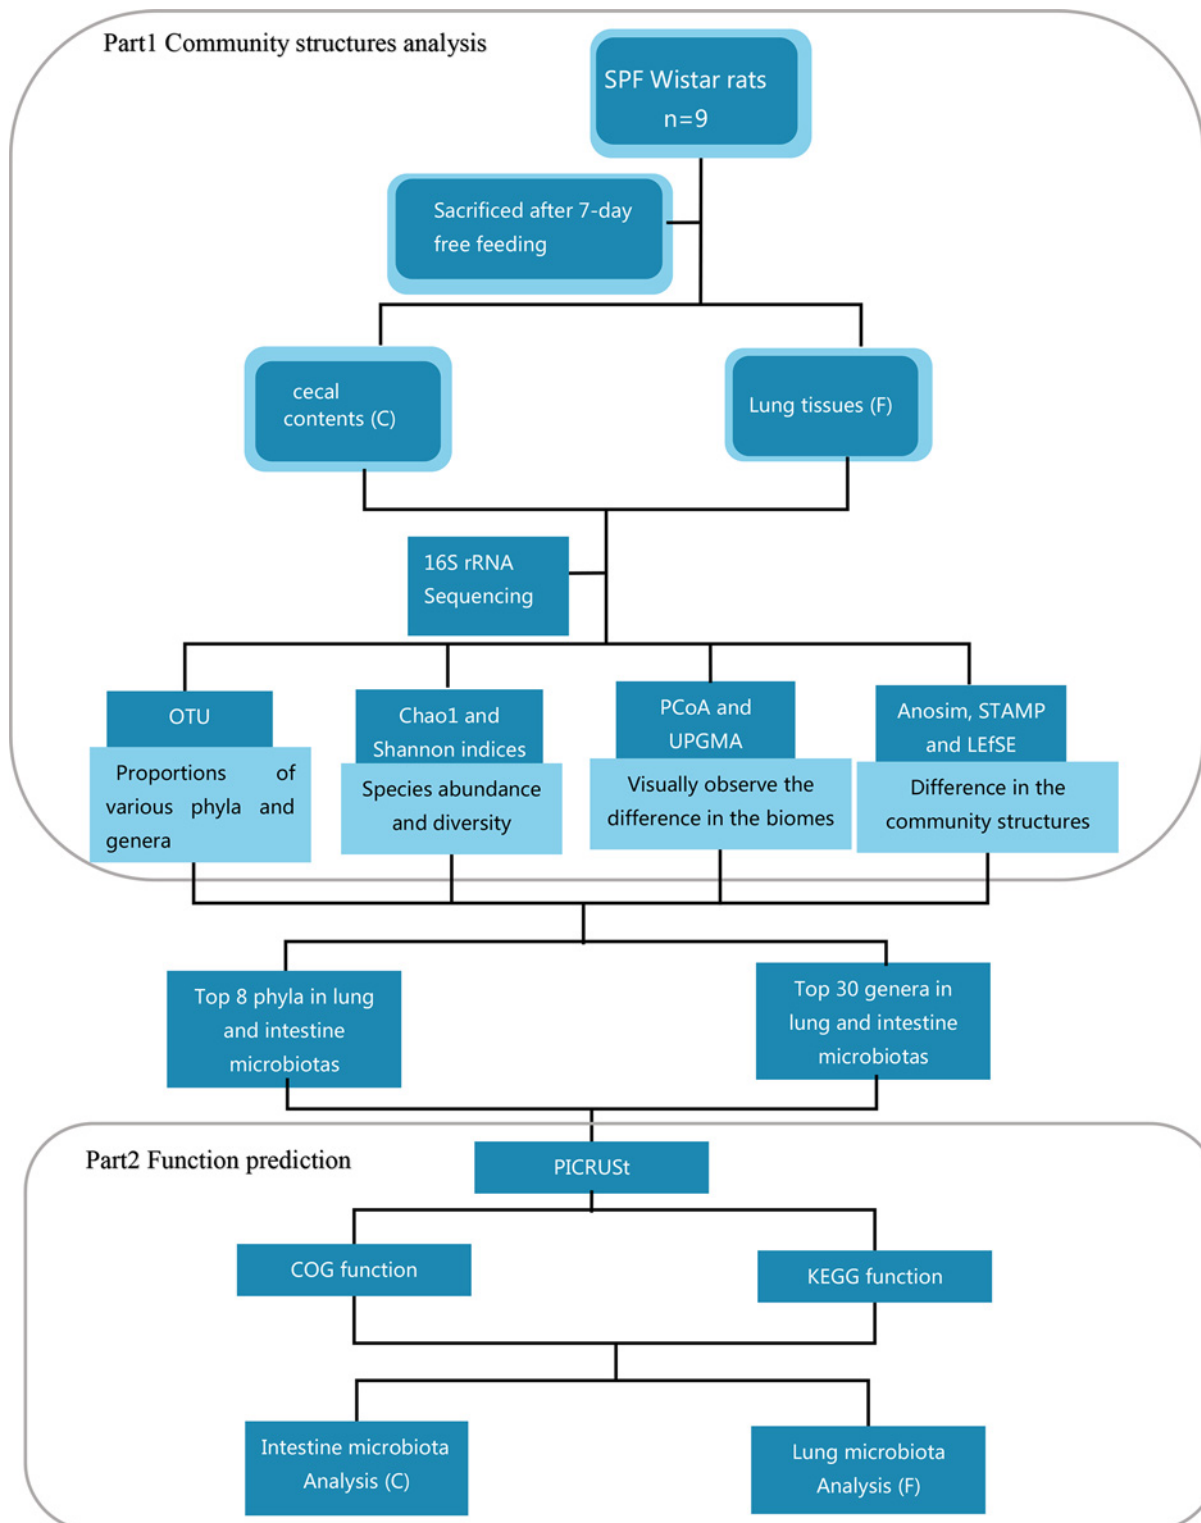 Part1 Community structures analysis
SPF Wistar rats
n=9
Sacrificed after 7-day
free feeding
cecal
contents (C)
Lung tissues (F)
16S rRNA
Sequencing
OTU
Proportions of
various phyla and
genera
Chao1 and
Shannon indices
Species abundance
and diversity
PCoA and
UPGMA
Visually observe the
difference in the biomes
Anosim, STAMP
and LEfSE
Difference in the
community structures
Top 8 phyla in lung
and intestine
microbiotas
Top 30 genera in
lung and intestine
microbiotas
Part2 Function prediction
PICRUSt
COG function
KEGG function
Intestine microbiota
Analysis (C)
Lung microbiota
Analysis (F)